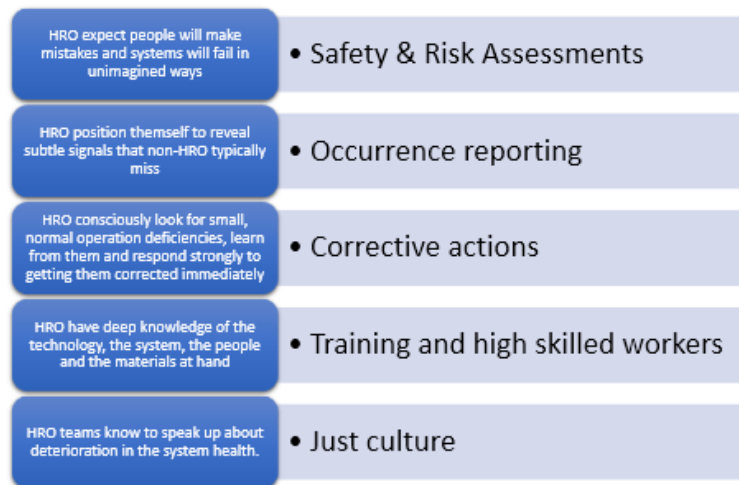 HRO expect people will make
mistakes and systems will fail in
unimagined ways
• Safety & Risk Assessments
HRO position themself to reveal
subtle signals that non-HRO typically
miss
• Occurrence reporting
HRO consciously look for small,
normal operation deficiencies, learn
from them and respond strongly to
getting them corrected immediately
• Corrective actions
HRO have deep knowledge of the
technology, the system, the people
and the materials at hand
• Training and high skilled workers
HRO teams know to speak up about
deterioration in the system health.
• Just culture